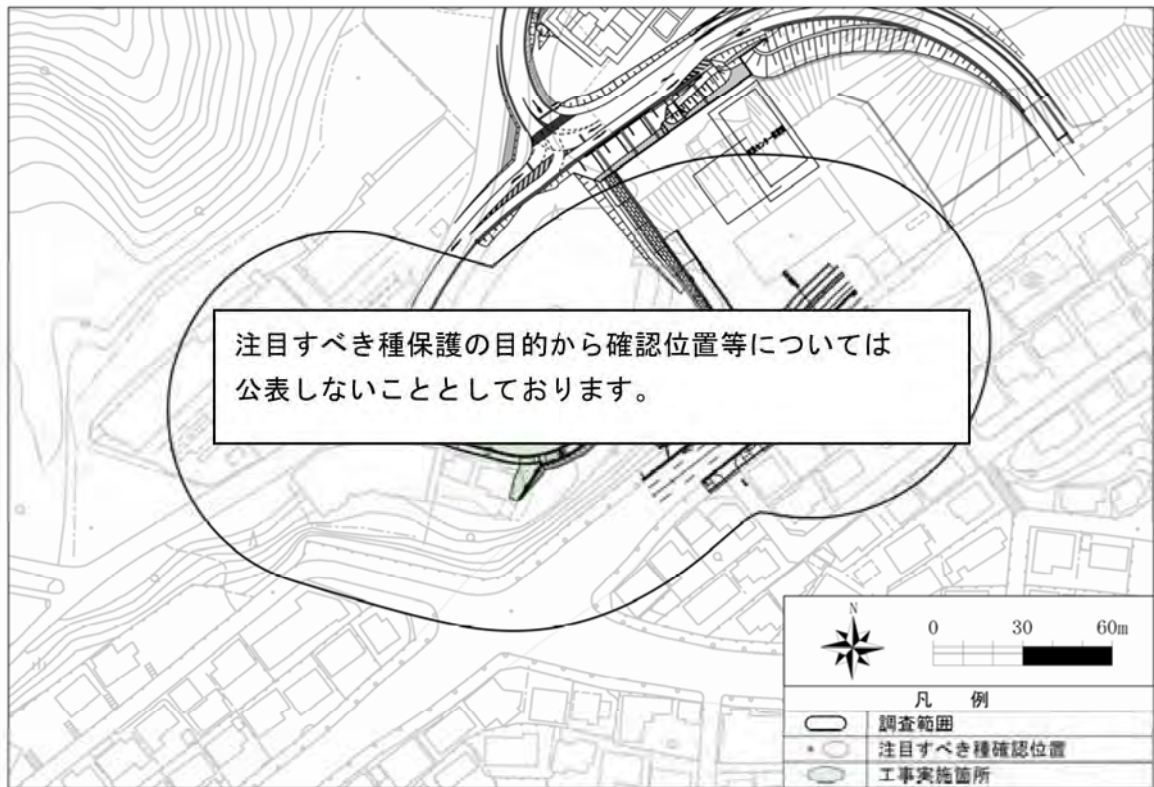 注目すべき種保護の目的から確認位置等については
公表しないこととしております。
N
0 30 60m
凡 例
調査範囲
注目すべき種確認位置
工事実施箇所